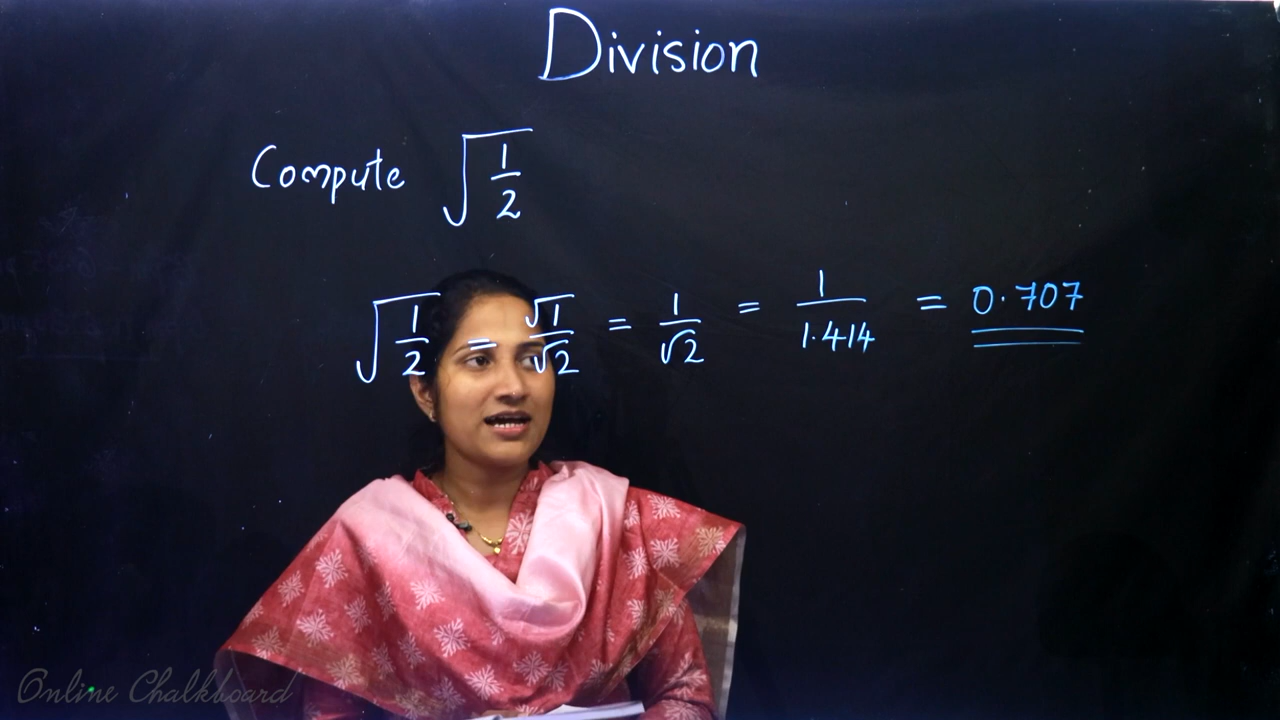 Division
Compute √(1/2)
√(1/2) = √1/√2 = 1/√2 = 1/1.414 = 0.707
Online Chalkboard